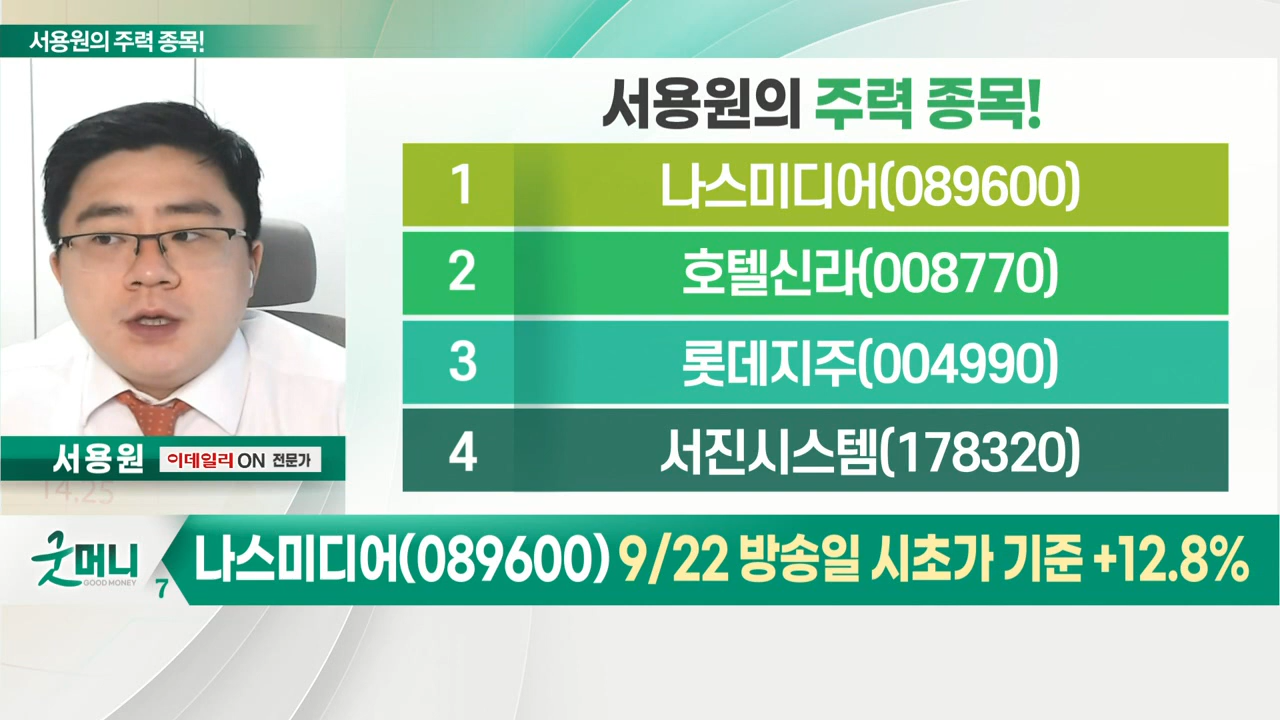 서용원의 주력 종목!
서용원의 주력 종목!
1 나스미디어(089600)
2 호텔신라(008770)
3 롯데지주(004990)
4 서진시스템(178320)
서용원 이데일리 ON 전문가
14.25
굿머니 GOOD MONEY 7
나스미디어(089600) 9/22 방송일 시초가 기준 +12.8%